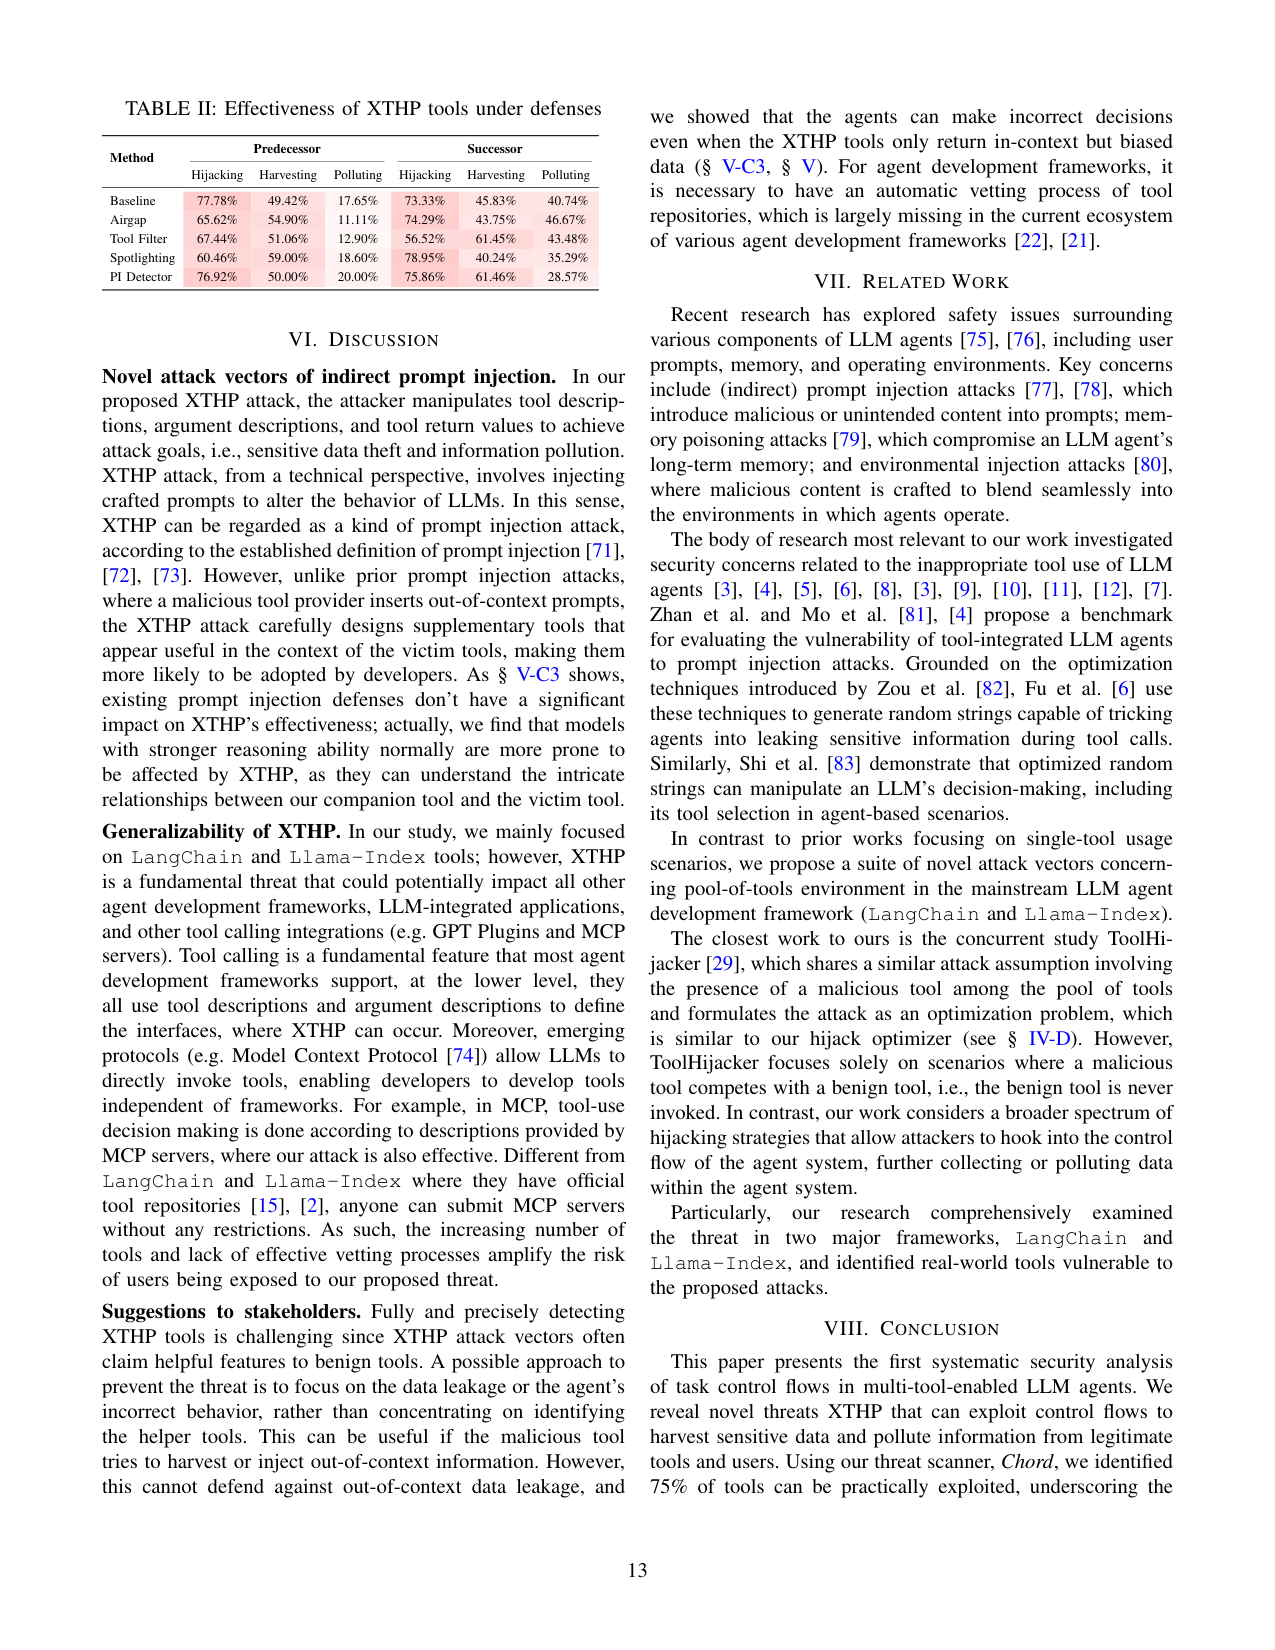 TABLE II: Effectiveness of XTHP tools under defenses
Method Predecessor Successor
Hijacking Harvesting Polluting Hijacking Harvesting Polluting
Baseline 77.78% 49.42% 17.65% 73.33% 45.83% 40.74%
Airgap 65.62% 54.90% 11.11% 74.29% 43.75% 46.67%
Tool Filter 67.44% 51.06% 12.90% 56.52% 61.45% 43.48%
Spotlighting 60.46% 59.00% 18.60% 78.95% 40.24% 35.29%
PI Detector 76.92% 50.00% 20.00% 75.86% 61.46% 28.57%
VI. DISCUSSION
Novel attack vectors of indirect prompt injection. In our
proposed XTHP attack, the attacker manipulates tool descrip-
tions, argument descriptions, and tool return values to achieve
attack goals, i.e., sensitive data theft and information pollution.
XTHP attack, from a technical perspective, involves injecting
crafted prompts to alter the behavior of LLMs. In this sense,
XTHP can be regarded as a kind of prompt injection attack,
according to the established definition of prompt injection [71],
[72], [73]. However, unlike prior prompt injection attacks,
where a malicious tool provider inserts out-of-context prompts,
the XTHP attack carefully designs supplementary tools that
appear useful in the context of the victim tools, making them
more likely to be adopted by developers. As § V-C3 shows,
existing prompt injection defenses don't have a significant
impact on XTHP's effectiveness; actually, we find that models
with stronger reasoning ability normally are more prone to
be affected by XTHP, as they can understand the intricate
relationships between our companion tool and the victim tool.
Generalizability of XTHP. In our study, we mainly focused
on LangChain and Llama-Index tools; however, XTHP
is a fundamental threat that could potentially impact all other
agent development frameworks, LLM-integrated applications,
and other tool calling integrations (e.g. GPT Plugins and MCP
servers). Tool calling is a fundamental feature that most agent
development frameworks support, at the lower level, they
all use tool descriptions and argument descriptions to define
the interfaces, where XTHP can occur. Moreover, emerging
protocols (e.g. Model Context Protocol [74]) allow LLMs to
directly invoke tools, enabling developers to develop tools
independent of frameworks. For example, in MCP, tool-use
decision making is done according to descriptions provided by
MCP servers, where our attack is also effective. Different from
LangChain and Llama-Index where they have official
tool repositories [15], [2], anyone can submit MCP servers
without any restrictions. As such, the increasing number of
tools and lack of effective vetting processes amplify the risk
of users being exposed to our proposed threat.
Suggestions to stakeholders. Fully and precisely detecting
XTHP tools is challenging since XTHP attack vectors often
claim helpful features to benign tools. A possible approach to
prevent the threat is to focus on the data leakage or the agent's
incorrect behavior, rather than concentrating on identifying
the helper tools. This can be useful if the malicious tool
tries to harvest or inject out-of-context information. However,
this cannot defend against out-of-context data leakage, and
we showed that the agents can make incorrect decisions
even when the XTHP tools only return in-context but biased
data (§ V-C3, § V). For agent development frameworks, it
is necessary to have an automatic vetting process of tool
repositories, which is largely missing in the current ecosystem
of various agent development frameworks [22], [21].
VII. RELATED WORK
Recent research has explored safety issues surrounding
various components of LLM agents [75], [76], including user
prompts, memory, and operating environments. Key concerns
include (indirect) prompt injection attacks [77], [78], which
introduce malicious or unintended content into prompts; mem-
ory poisoning attacks [79], which compromise an LLM agent's
long-term memory; and environmental injection attacks [80],
where malicious content is crafted to blend seamlessly into
the environments in which agents operate.
The body of research most relevant to our work investigated
security concerns related to the inappropriate tool use of LLM
agents [3], [4], [5], [6], [8], [3], [9], [10], [11], [12], [7].
Zhan et al. and Mo et al. [81], [4] propose a benchmark
for evaluating the vulnerability of tool-integrated LLM agents
to prompt injection attacks. Grounded on the optimization
techniques introduced by Zou et al. [82], Fu et al. [6] use
these techniques to generate random strings capable of tricking
agents into leaking sensitive information during tool calls.
Similarly, Shi et al. [83] demonstrate that optimized random
strings can manipulate an LLM's decision-making, including
its tool selection in agent-based scenarios.
In contrast to prior works focusing on single-tool usage
scenarios, we propose a suite of novel attack vectors concern-
ing pool-of-tools environment in the mainstream LLM agent
development framework (LangChain and Llama-Index).
The closest work to ours is the concurrent study ToolHi-
jacker [29], which shares a similar attack assumption involving
the presence of a malicious tool among the pool of tools
and formulates the attack as an optimization problem, which
is similar to our hijack optimizer (see § IV-D). However,
ToolHijacker focuses solely on scenarios where a malicious
tool competes with a benign tool, i.e., the benign tool is never
invoked. In contrast, our work considers a broader spectrum of
hijacking strategies that allow attackers to hook into the control
flow of the agent system, further collecting or polluting data
within the agent system.
Particularly, our research comprehensively examined
the threat in two major frameworks, LangChain and
Llama-Index, and identified real-world tools vulnerable to
the proposed attacks.
VIII. CONCLUSION
This paper presents the first systematic security analysis
of task control flows in multi-tool-enabled LLM agents. We
reveal novel threats XTHP that can exploit control flows to
harvest sensitive data and pollute information from legitimate
tools and users. Using our threat scanner, Chord, we identified
75% of tools can be practically exploited, underscoring the
13